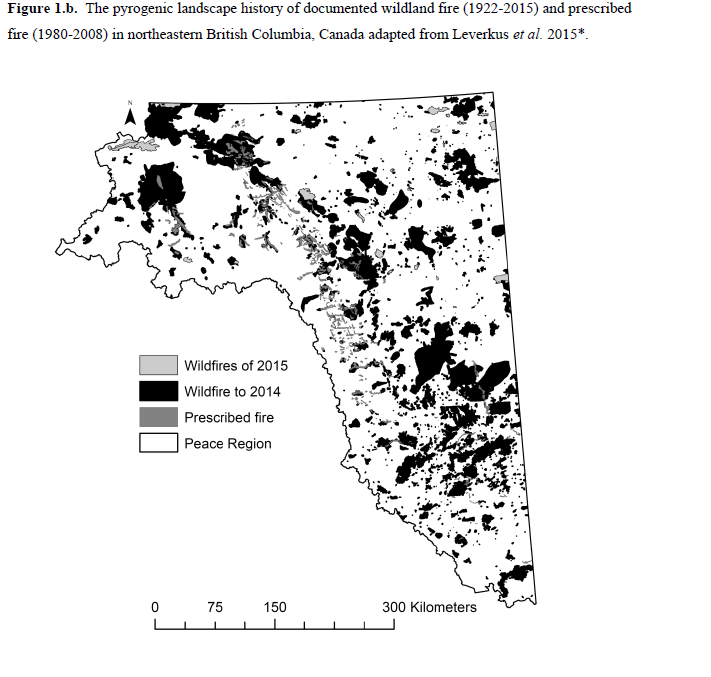 Figure 1.b. The pyrogenic landscape history of documented wildland fire (1922-2015) and prescribed
fire (1980-2008) in northeastern British Columbia, Canada adapted from Leverkus et al. 2015*.
N
Wildfires of 2015
Wildfire to 2014
Prescribed fire
Peace Region
0 75 150 300 Kilometers